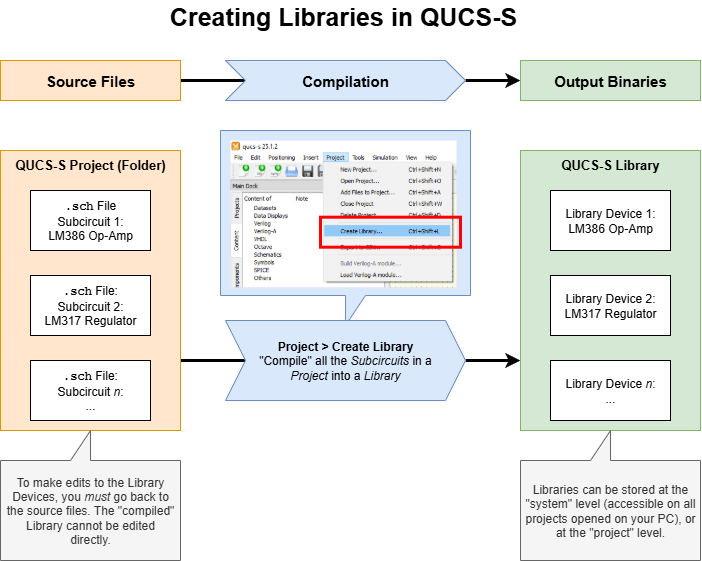 Creating Libraries in QUCS-S
Source Files
Compilation
Output Binaries
QUCS-S Project (Folder)
.sch File
Subcircuit 1:
LM386 Op-Amp
.sch File:
Subcircuit 2:
LM317 Regulator
.sch File:
Subcircuit n:
...
qucs-s 25.1.2
File Edit Positioning Insert Project Tools Simulation View Help
Main Dock
Projects
Content
Content of Note
Datasets
Data Displays
Verilog
Verilog-A
VHDL
Octave
Schematics
Symbols
SPICE
Others
New Project... Ctrl+Shift+N
Open Project... Ctrl+Shift+O
Add Files to Project... Ctrl+Shift+A
Close Project Ctrl+Shift+W
Delete Project Ctrl+Shift+D
Create Library... Ctrl+Shift+L
Build Verilog-A module...
Load Verilog-A module...
Project > Create Library
"Compile" all the Subcircuits in a
Project into a Library
QUCS-S Library
Library Device 1:
LM386 Op-Amp
Library Device 2:
LM317 Regulator
Library Device n:
...
To make edits to the Library
Devices, you must go back to
the source files. The "compiled"
Library cannot be edited
directly.
Libraries can be stored at the
"system" level (accessible on all
projects opened on your PC), or
at the "project" level.